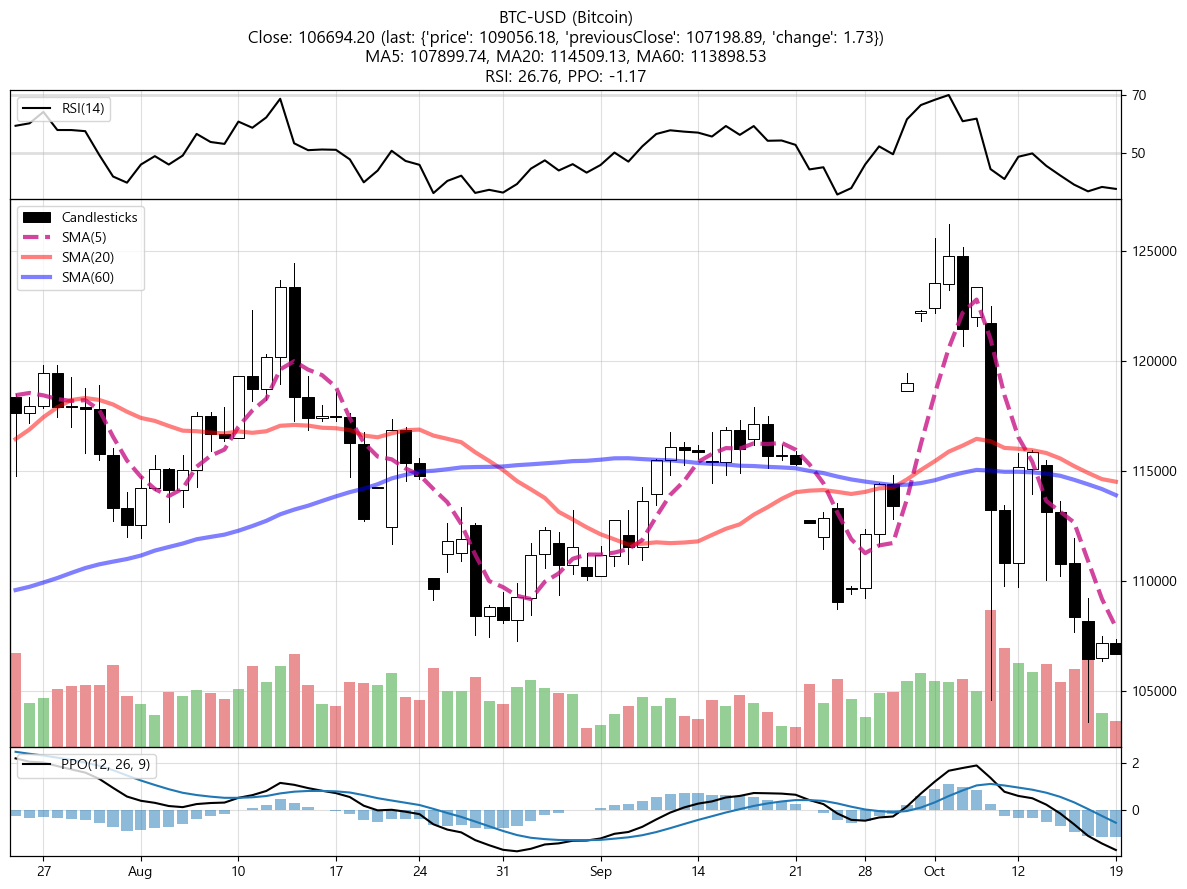 BTC-USD (Bitcoin)
Close: 106694.20 (last: {'price': 109056.18, 'previousClose': 107198.89, 'change': 1.73})
MA5: 107899.74, MA20: 114509.13, MA60: 113898.53
RSI: 26.76, PPO: -1.17
RSI(14)
70
50
Candlesticks
SMA(5)
SMA(20)
SMA(60)
125000
120000
115000
110000
105000
PPO(12, 26, 9)
2
0
27 Aug 10 17 24 31 Sep 14 21 28 Oct 12 19